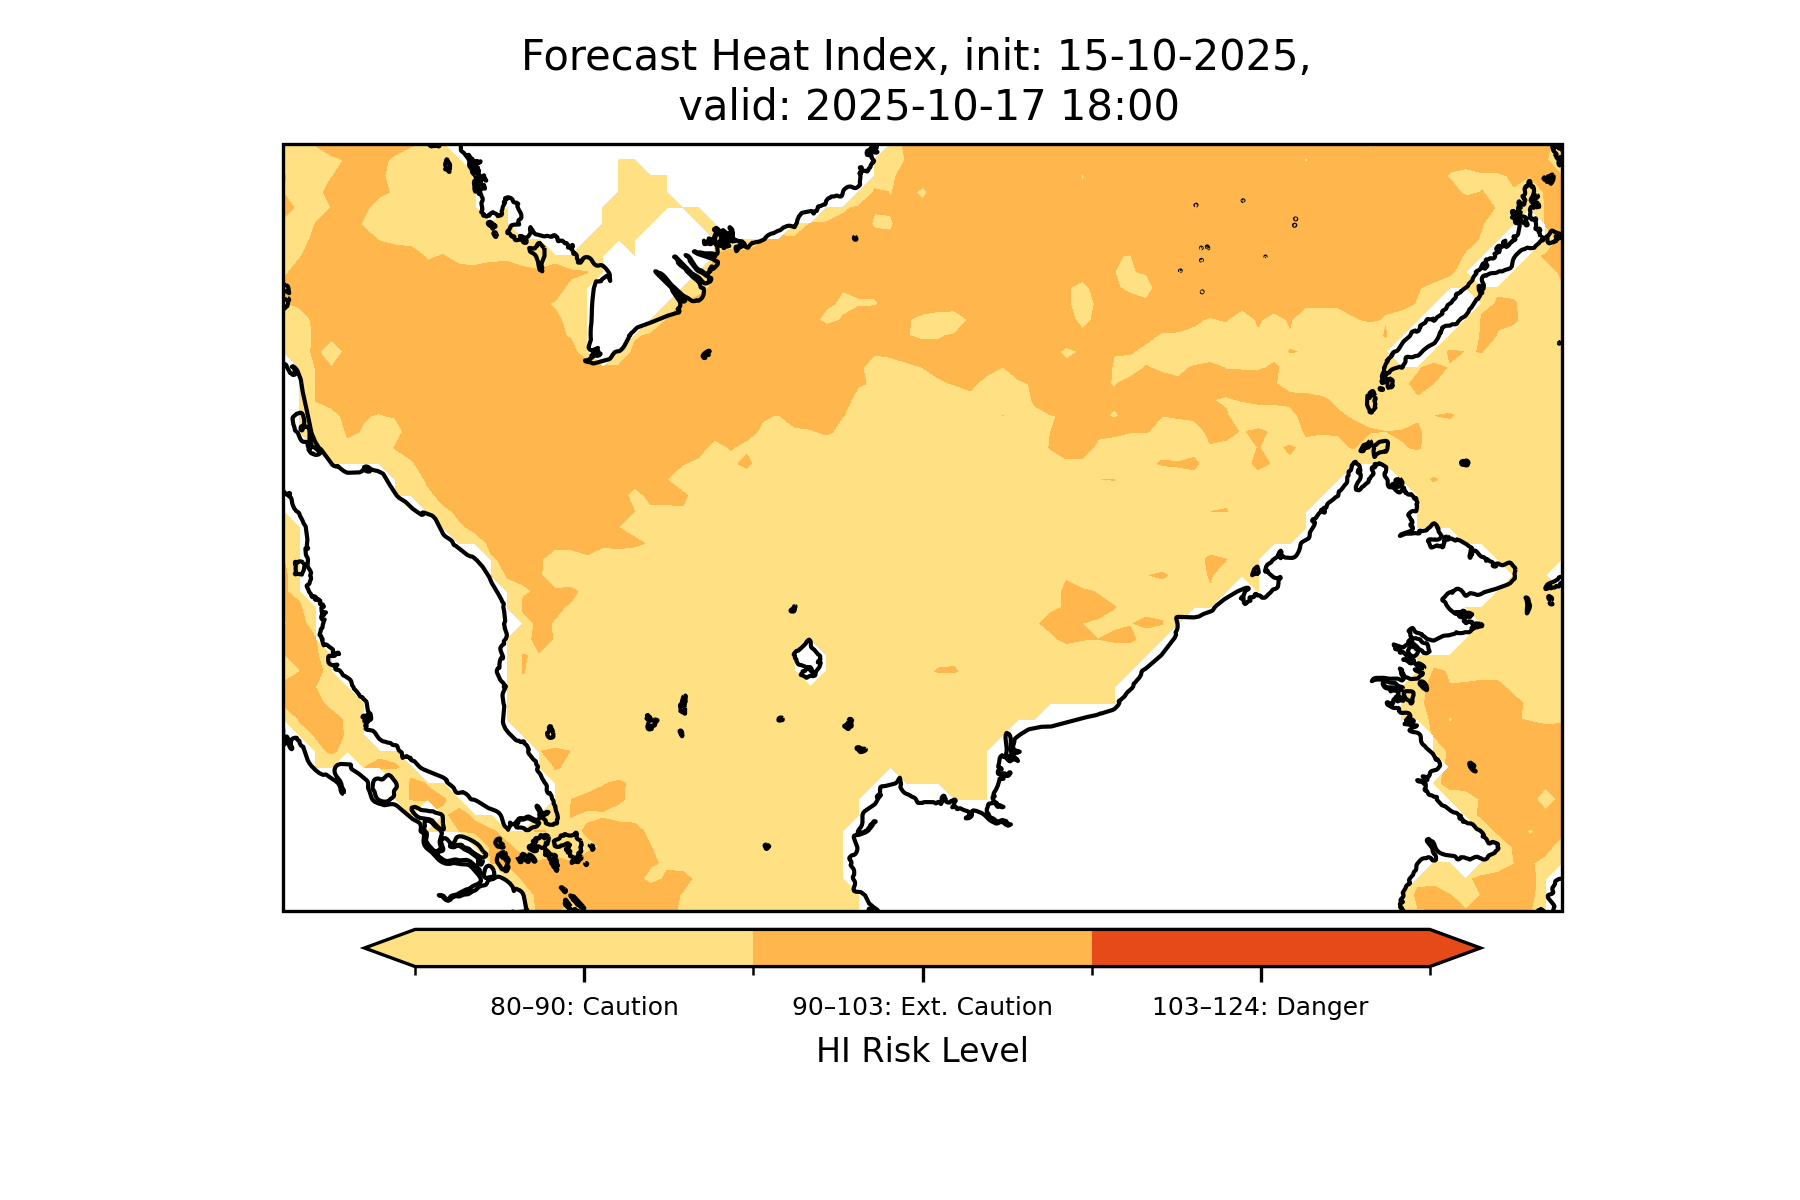 Forecast Heat Index, init: 15-10-2025,
valid: 2025-10-17 18:00
80–90: Caution
90–103: Ext. Caution
103–124: Danger
HI Risk Level